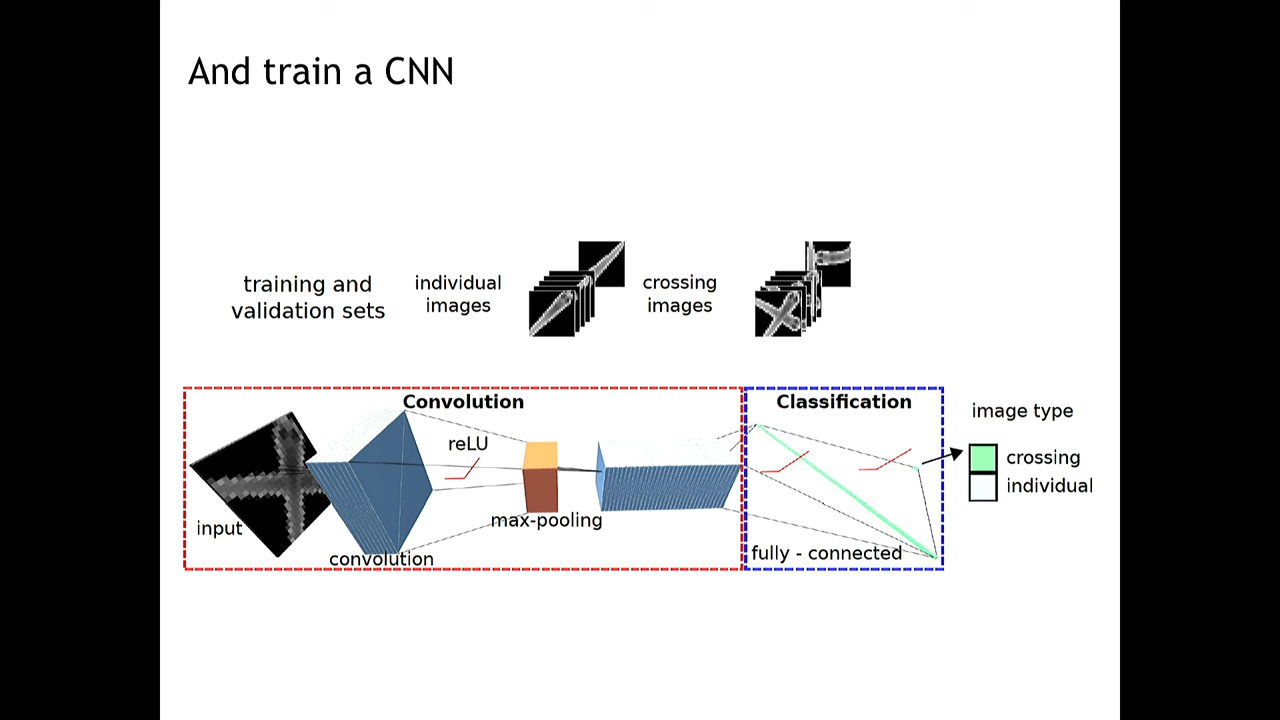 And train a CNN
training and
validation sets
individual
images
crossing
images
Convolution
Classification
image type
reLU
crossing
individual
input
max-pooling
convolution
fully - connected